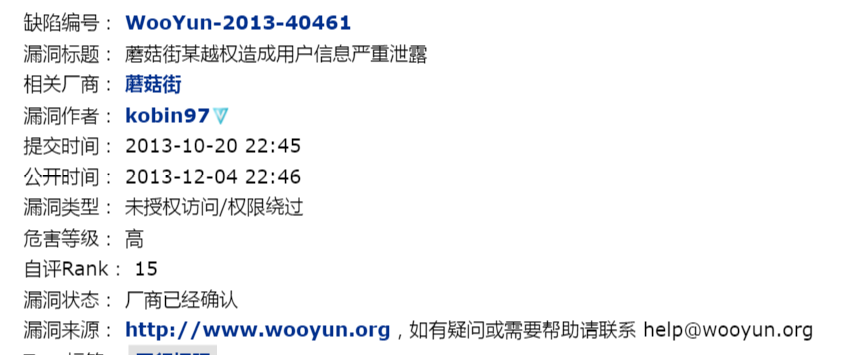 缺陷编号： WooYun-2013-40461
漏洞标题： 蘑菇街某越权造成用户信息严重泄露
相关厂商： 蘑菇街
漏洞作者： kobin97
提交时间： 2013-10-20 22:45
公开时间： 2013-12-04 22:46
漏洞类型： 未授权访问/权限绕过
危害等级： 高
自评Rank： 15
漏洞状态： 厂商已经确认
漏洞来源： http://www.wooyun.org，如有疑问或需要帮助请联系 help@wooyun.org